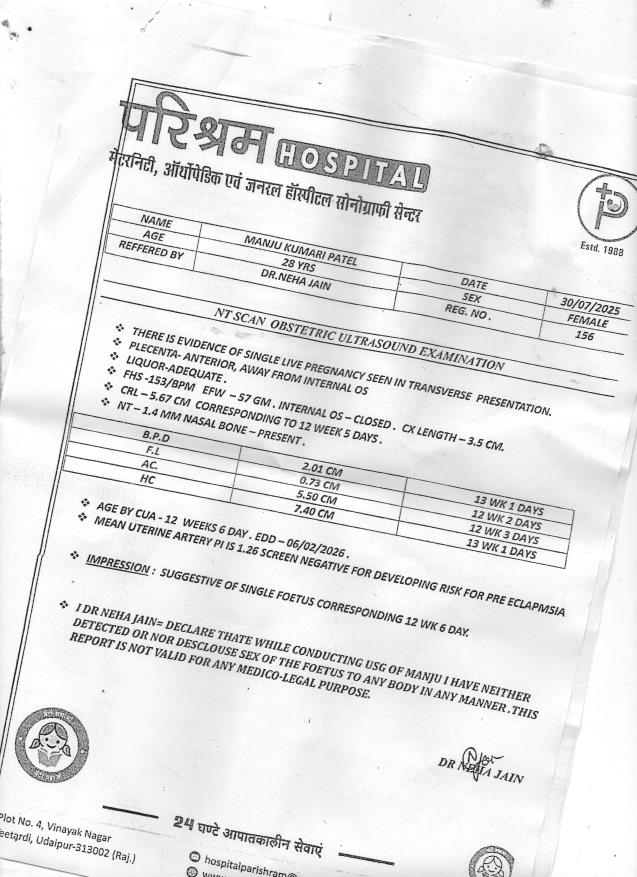 परिश्रम HOSPITAL
मेटरनिटी, ऑर्थोपेडिक एवं जनरल हॉस्पीटल सोनोग्राफी सेन्टर
Estd. 1988
NAME MANJU KUMARI PATEL DATE 30/07/2025
AGE 28 YRS SEX FEMALE
REFFERED BY DR.NEHA JAIN REG. NO. 156
NT SCAN OBSTETRIC ULTRASOUND EXAMINATION
❖ THERE IS EVIDENCE OF SINGLE LIVE PREGNANCY SEEN IN TRANSVERSE PRESENTATION.
❖ PLECENTA- ANTERIOR, AWAY FROM INTERNAL OS
❖ LIQUOR-ADEQUATE .
❖ FHS -153/BPM EFW – 57 GM . INTERNAL OS – CLOSED . CX LENGTH – 3.5 CM.
❖ CRL – 5.67 CM CORRESPONDING TO 12 WEEK 5 DAYS .
❖ NT – 1.4 MM NASAL BONE – PRESENT .
B.P.D 2.01 CM 13 WK 1 DAYS
F.L 0.73 CM 12 WK 2 DAYS
AC. 5.50 CM 12 WK 3 DAYS
HC 7.40 CM 13 WK 1 DAYS
❖ AGE BY CUA - 12 WEEKS 6 DAY . EDD – 06/02/2026 .
❖ MEAN UTERINE ARTERY PI IS 1.26 SCREEN NEGATIVE FOR DEVELOPING RISK FOR PRE ECLAPMSIA
❖ IMPRESSION : SUGGESTIVE OF SINGLE FOETUS CORRESPONDING 12 WK 6 DAY.
❖ I DR NEHA JAIN= DECLARE THATE WHILE CONDUCTING USG OF MANJU I HAVE NEITHER
DETECTED OR NOR DESCLOUSE SEX OF THE FOETUS TO ANY BODY IN ANY MANNER .THIS
REPORT IS NOT VALID FOR ANY MEDICO-LEGAL PURPOSE.
DR NEHA JAIN
24 घण्टे आपातकालीन सेवाएं
Plot No. 4, Vinayak Nagar
Udaipur-313002 (Raj.)
hospitalparishram@